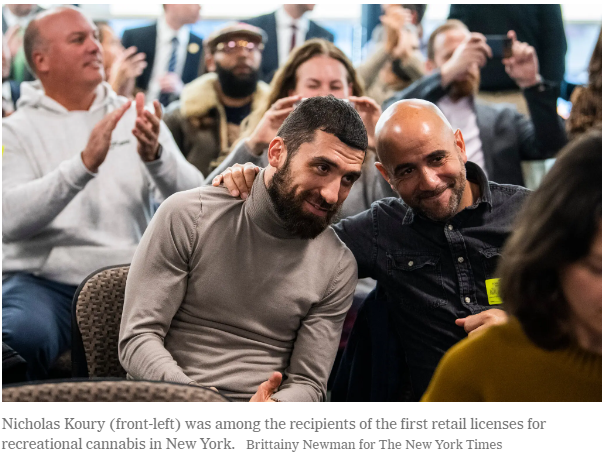 Nicholas Koury (front-left) was among the recipients of the first retail licenses for
recreational cannabis in New York. Brittainy Newman for The New York Times